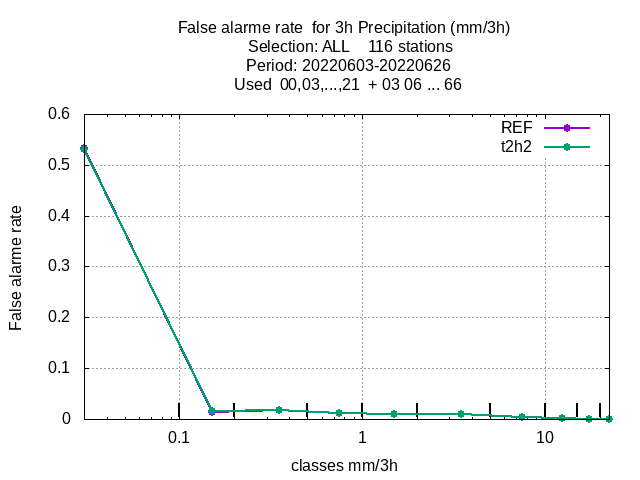 False alarme rate  for 3h Precipitation (mm/3h)
Selection: ALL    116 stations
Period: 20220603-20220626
Used  00,03,...,21  + 03 06 ... 66
REF
t2h2
False alarme rate
0.6
0.5
0.4
0.3
0.2
0.1
0
0.1
1
10
classes mm/3h